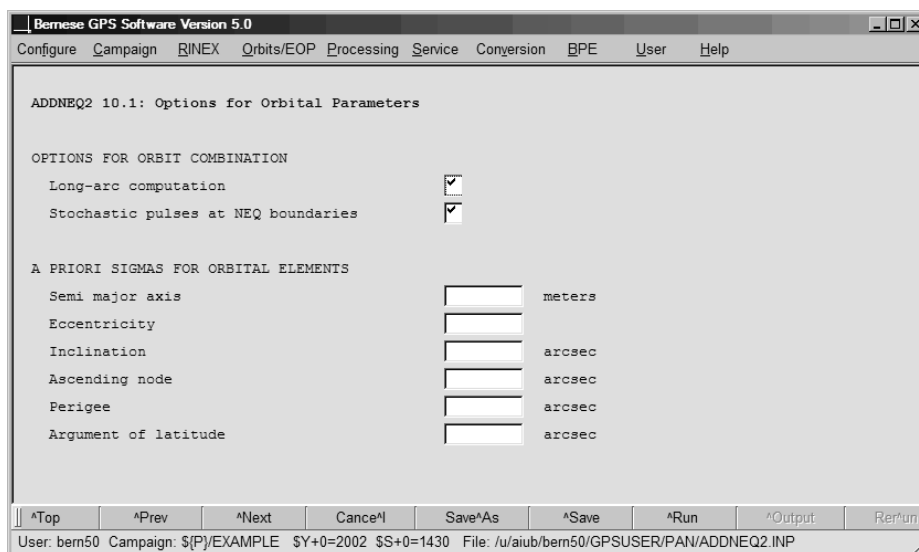 Bernese GPS Software Version 5.0
Configure Campaign RINEX Orbits/EOP Processing Service Conversion BPE User Help
ADDNEQ2 10.1: Options for Orbital Parameters
OPTIONS FOR ORBIT COMBINATION
Long-arc computation
Stochastic pulses at NEQ boundaries
A PRIORI SIGMAS FOR ORBITAL ELEMENTS
Semi major axis meters
Eccentricity
Inclination arcsec
Ascending node arcsec
Perigee arcsec
Argument of latitude arcsec
^Top ^Prev ^Next Cance^l Save^As ^Save ^Run ^Output Rer^un
User: bern50 Campaign: ${P}/EXAMPLE $Y+0=2002 $S+0=1430 File: /u/aiub/bern50/GPSUSER/PAN/ADDNEQ2.INP